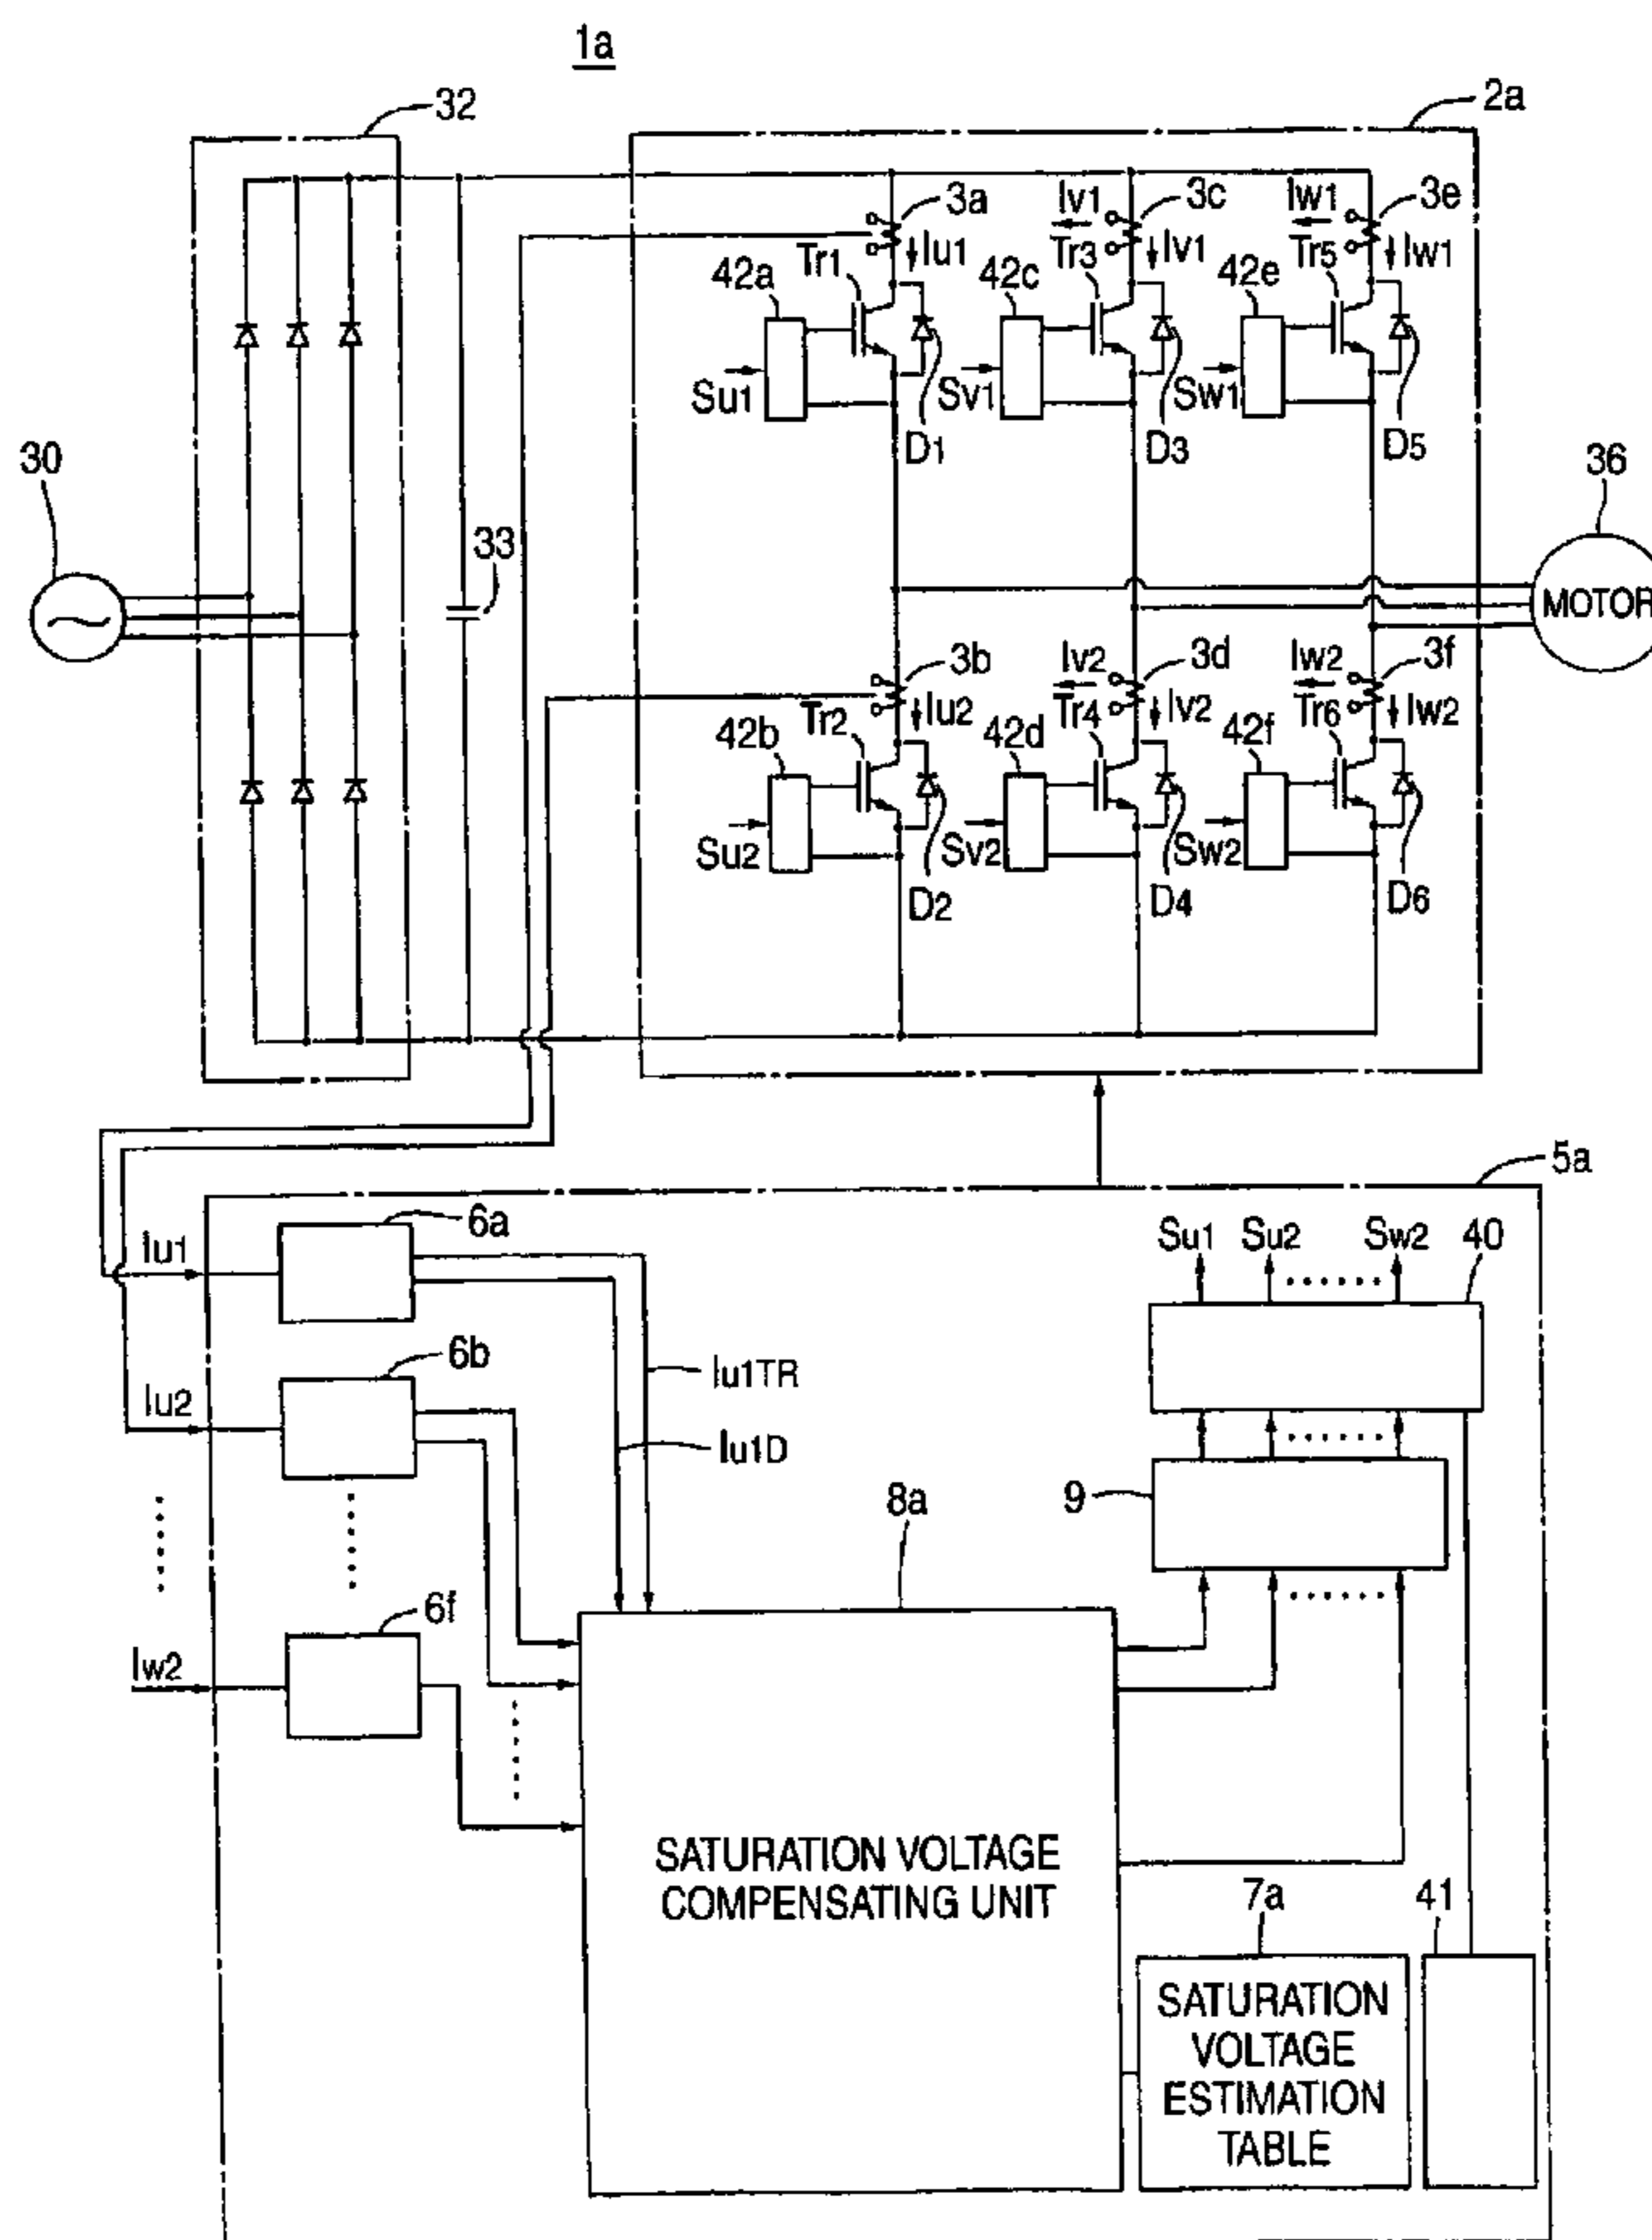 1a
32
2a
3a
Iv1
3c
Iw1
3e
Tr1
Iu1
Tr3
Iv1
Tr5
Iw1
42a
42c
42e
Su1
Sv1
Sw1
D1
D3
D5
30
36
33
MOTOR
3b
Iv2
3d
Iw2
3f
Tr2
Iu2
Tr4
Iv2
Tr6
Iw2
42b
42d
42f
Su2
Sv2
Sw2
D2
D4
D6
5a
6a
Su1
Su2
Sw2
40
Iu1
6b
Iu1TR
Iu2
Iu1D
8a
9
6f
Iw2
SATURATION VOLTAGE
COMPENSATING UNIT
7a
41
SATURATION
VOLTAGE
ESTIMATION
TABLE